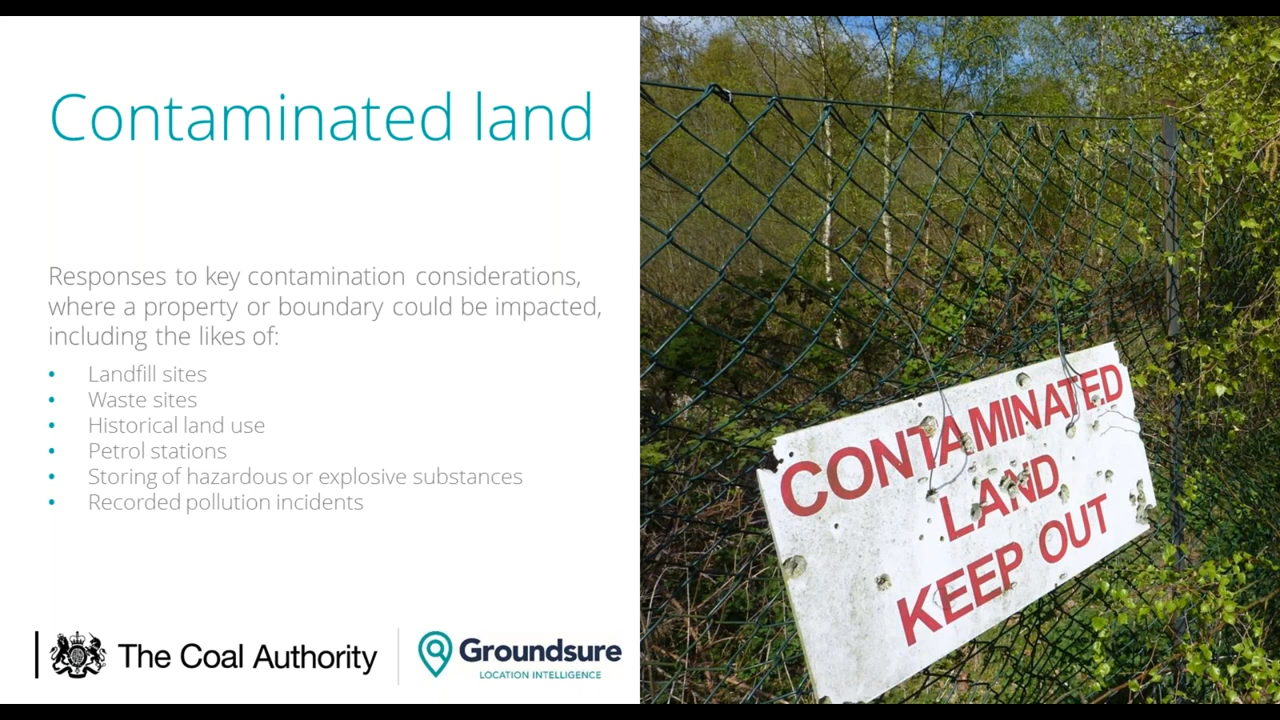 Contaminated land
Responses to key contamination considerations,
where a property or boundary could be impacted,
including the likes of:
• Landfill sites
• Waste sites
• Historical land use
• Petrol stations
• Storing of hazardous or explosive substances
• Recorded pollution incidents
The Coal Authority
Groundsure
LOCATION INTELLIGENCE
CONTAMINATED
LAND
KEEP OUT